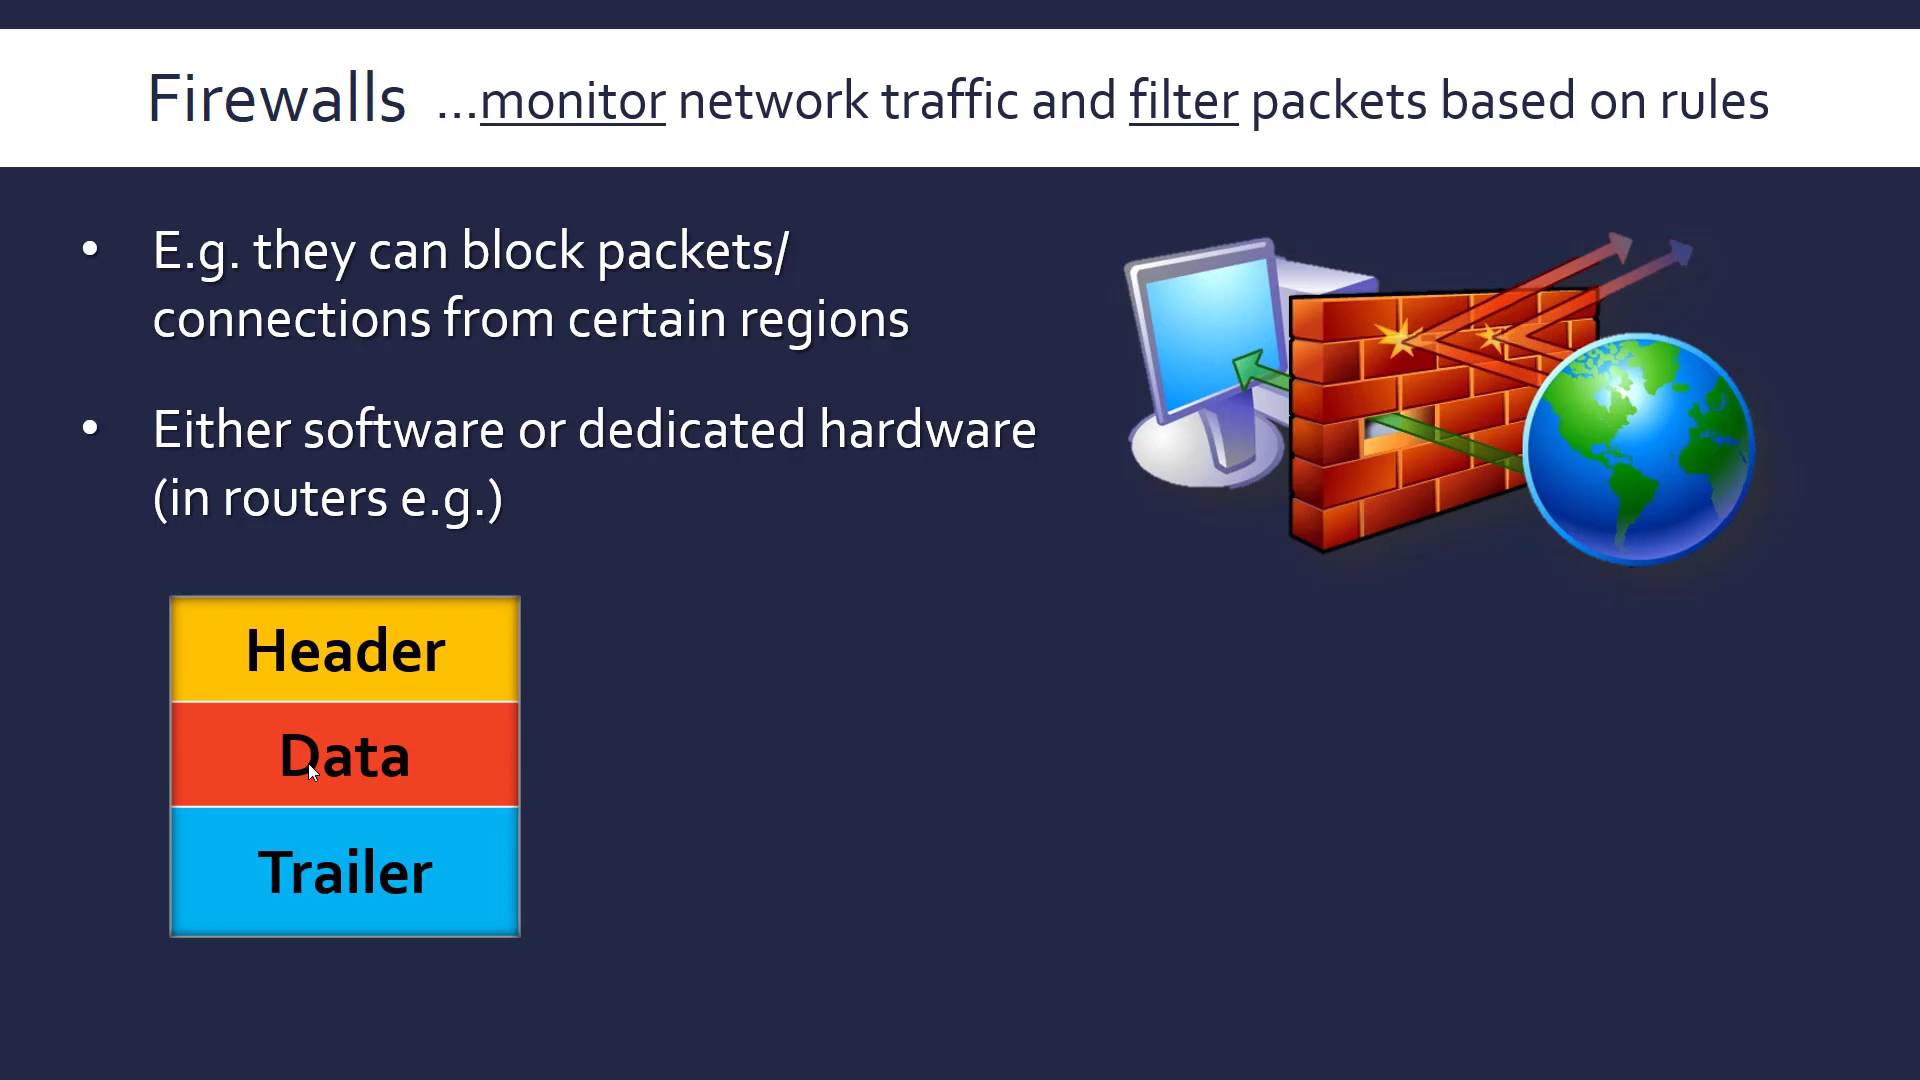 Firewalls ...monitor network traffic and filter packets based on rules
• E.g. they can block packets/
connections from certain regions
• Either software or dedicated hardware
(in routers e.g.)
Header
Data
Trailer